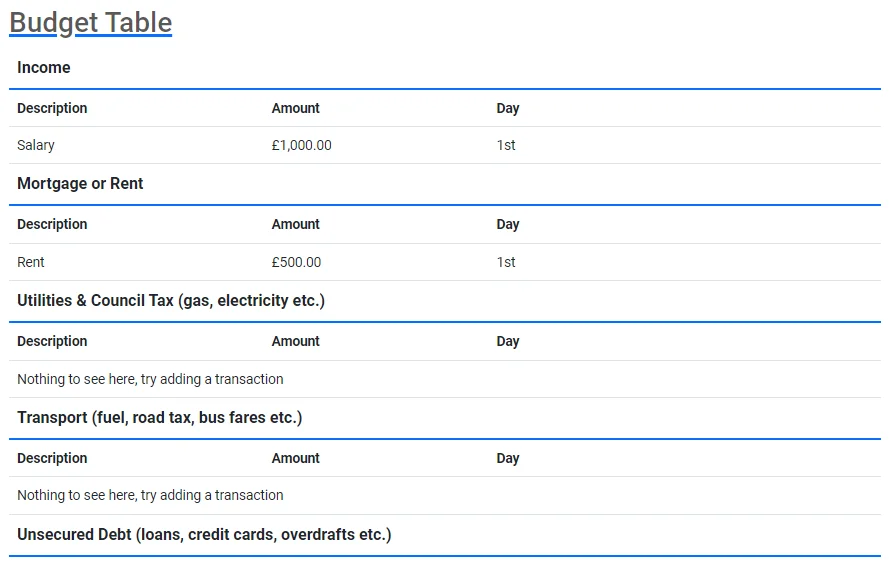 Budget Table
Income
Description Amount Day
Salary £1,000.00 1st
Mortgage or Rent
Description Amount Day
Rent £500.00 1st
Utilities & Council Tax (gas, electricity etc.)
Description Amount Day
Nothing to see here, try adding a transaction
Transport (fuel, road tax, bus fares etc.)
Description Amount Day
Nothing to see here, try adding a transaction
Unsecured Debt (loans, credit cards, overdrafts etc.)